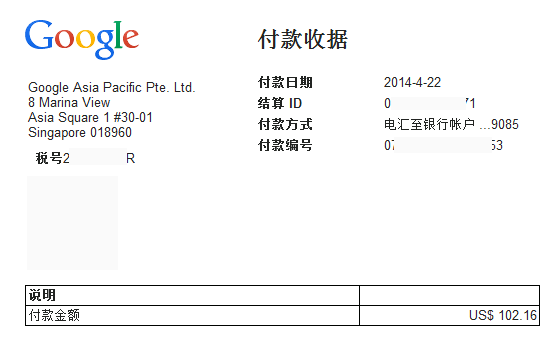 Google
付款收据
Google Asia Pacific Pte. Ltd.
8 Marina View
Asia Square 1 #30-01
Singapore 018960
税号2 R
付款日期 2014-4-22
结算 ID 0 71
付款方式 电汇至银行帐户 ...9085
付款编号 07 53
说明
付款金额 US$ 102.16